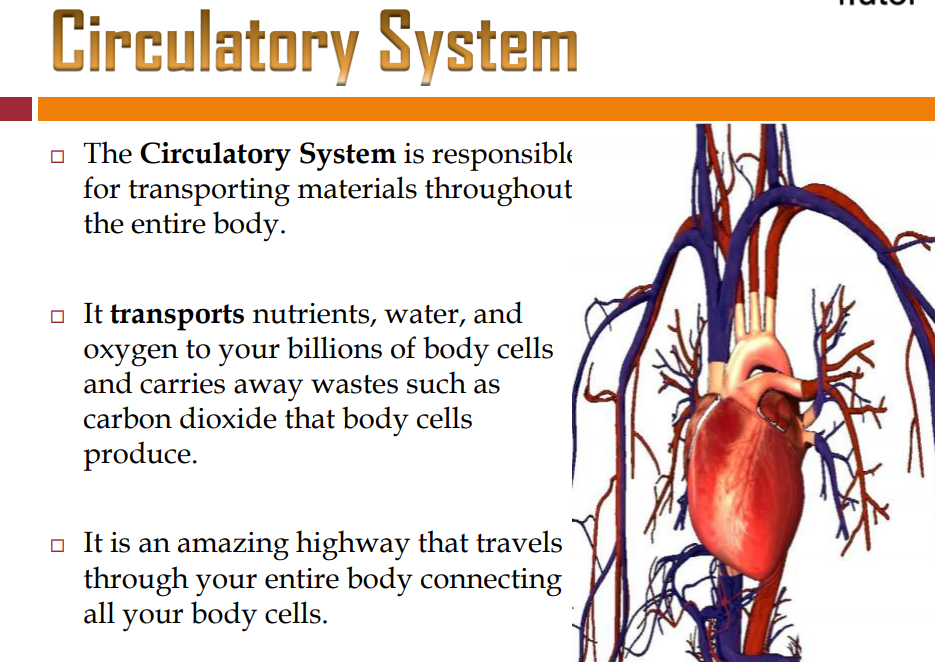 Circulatory System
The Circulatory System is responsible
for transporting materials throughout
the entire body.
It transports nutrients, water, and
oxygen to your billions of body cells
and carries away wastes such as
carbon dioxide that body cells
produce.
It is an amazing highway that travels
through your entire body connecting
all your body cells.